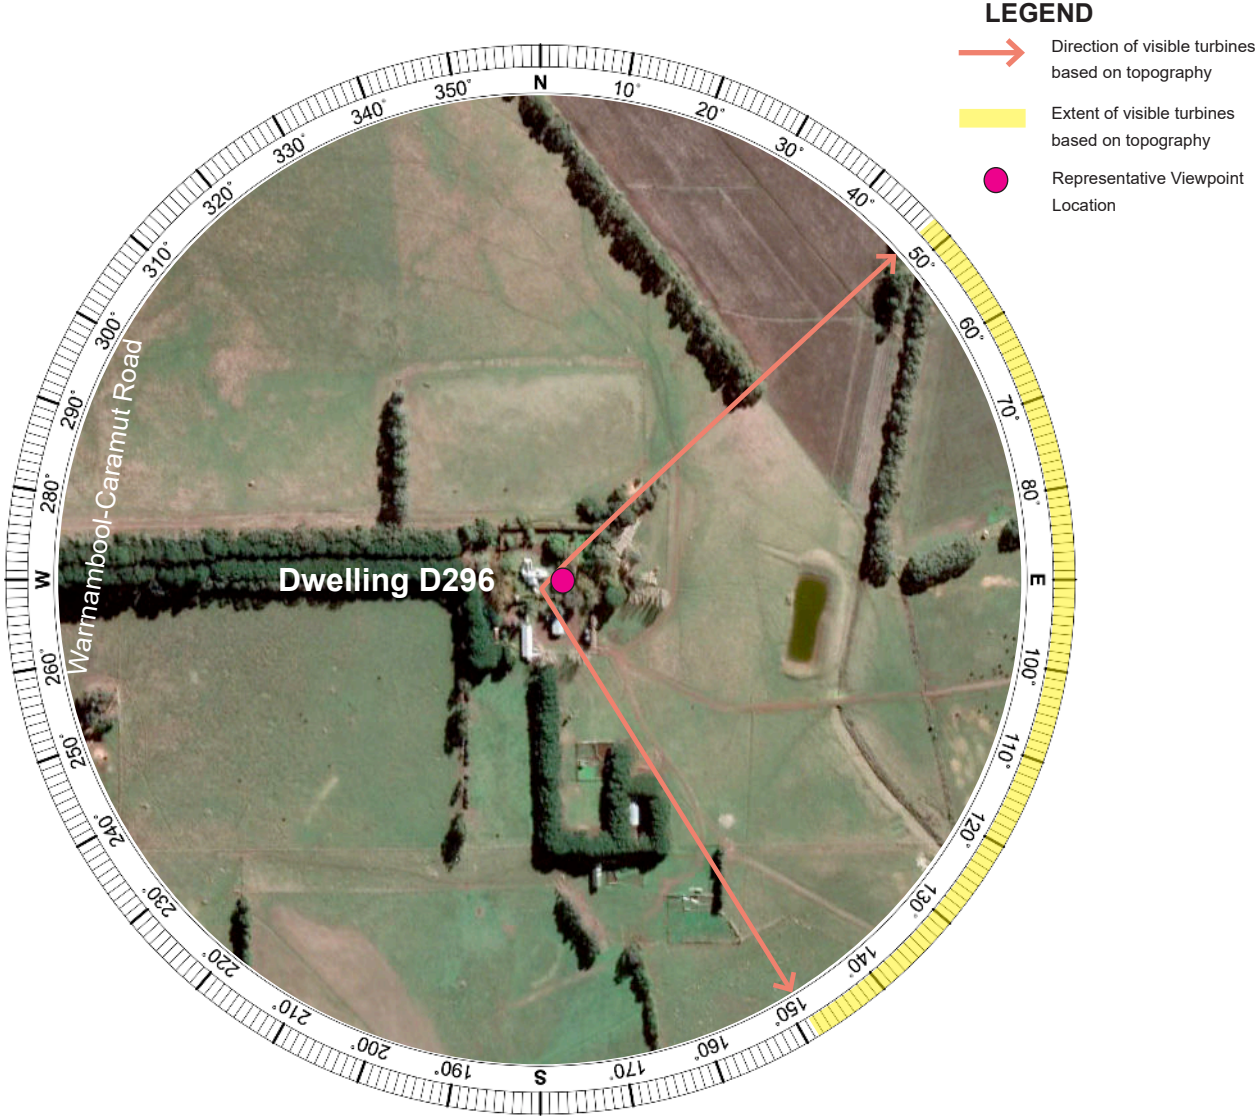 LEGEND
Direction of visible turbines
based on topography
Extent of visible turbines
based on topography
Representative Viewpoint
Location
N
10°
20°
30°
40°
50°
60°
70°
80°
E
100°
110°
120°
130°
140°
150°
160°
170°
S
190°
200°
210°
220°
230°
240°
250°
260°
W
280°
290°
300°
310°
320°
330°
340°
350°
Warrnambool-Caramut Road
Dwelling D296